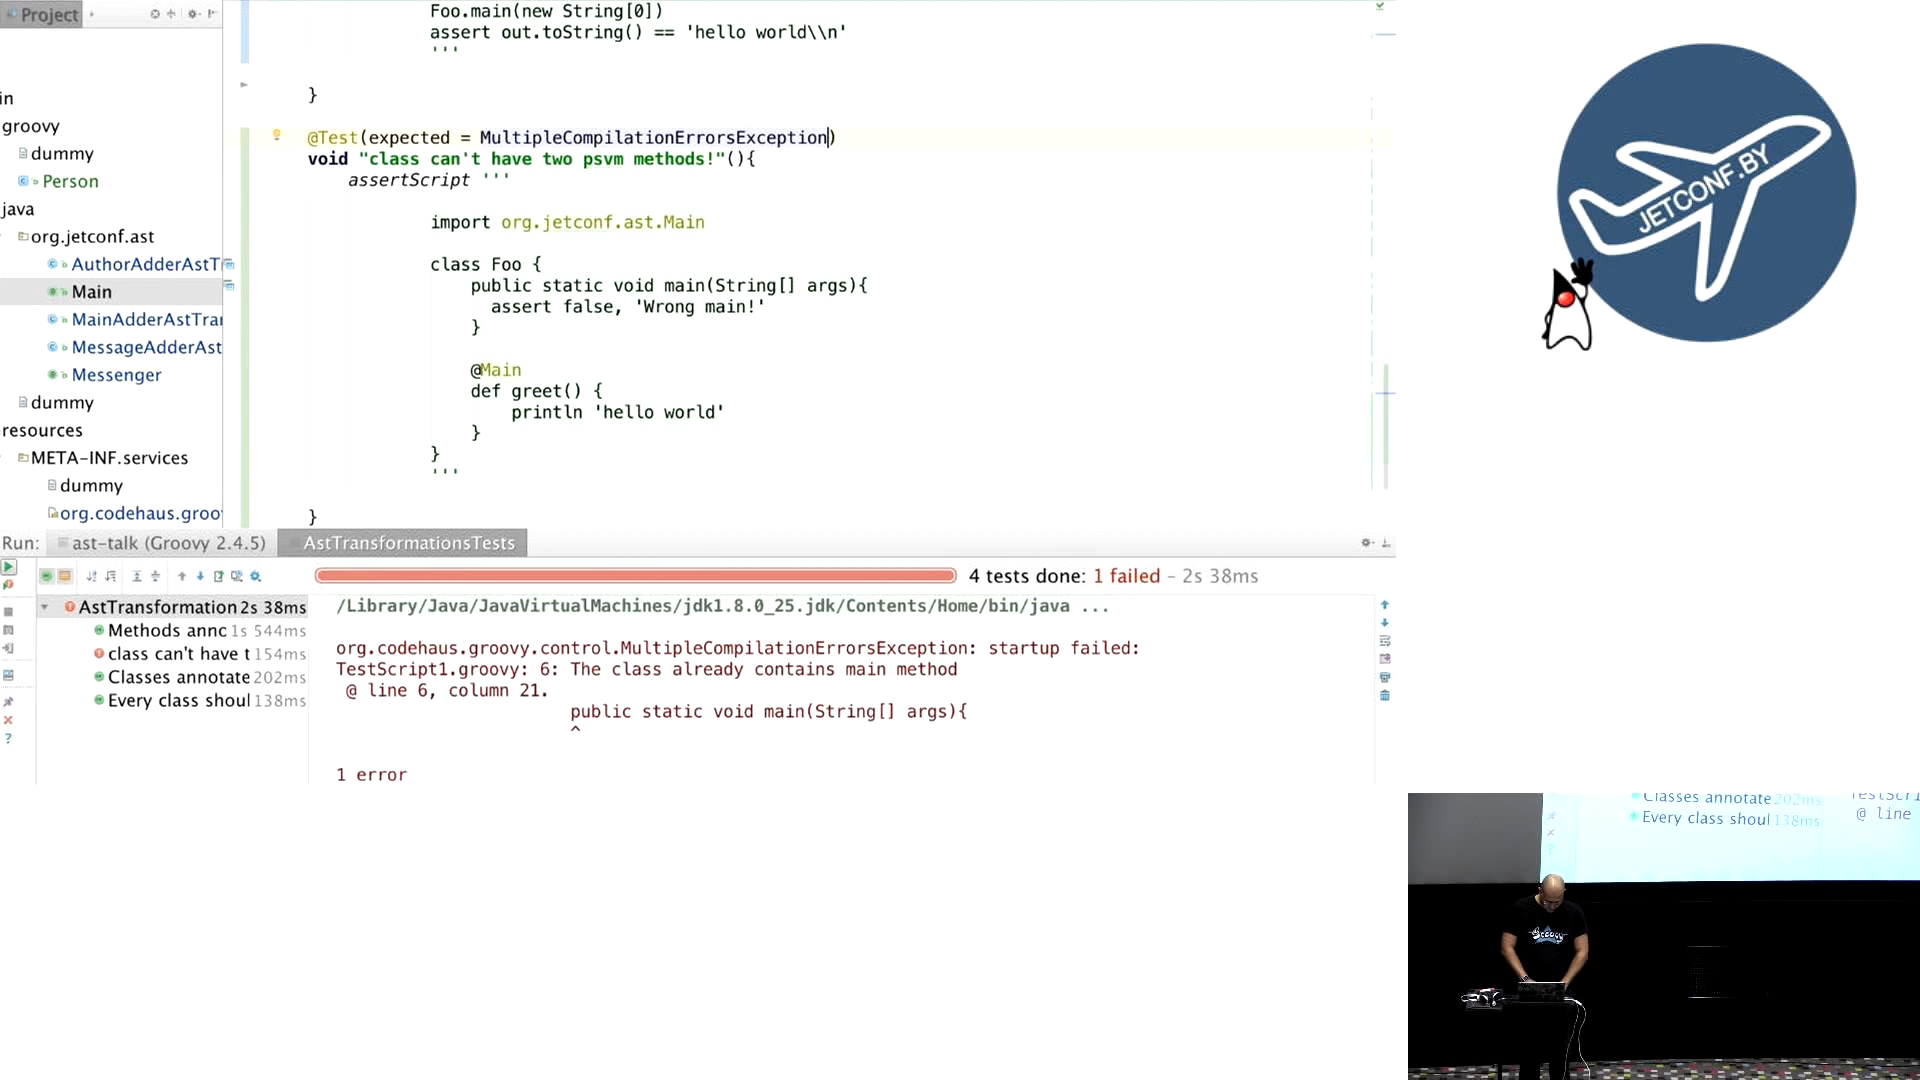 Project
in
groovy
dummy
Person
java
org.jetconf.ast
AuthorAdderAstT
Main
MainAdderAstTra
MessageAdderAst
Messenger
dummy
resources
META-INF.services
dummy
org.codehaus.groo
Foo.main(new String[0])
assert out.toString() == 'hello world\\n'
'''
}
@Test(expected = MultipleCompilationErrorsException)
void "class can't have two psvm methods!"(){
assertScript '''
import org.jetconf.ast.Main
class Foo {
public static void main(String[] args){
assert false, 'Wrong main!'
}
@Main
def greet() {
println 'hello world'
}
}
'''
}
Run: ast-talk (Groovy 2.4.5) AstTransformationsTests
4 tests done: 1 failed – 2s 38ms
AstTransformation 2s 38ms
Methods annc 1s 544ms
class can't have t 154ms
Classes annotate 202ms
Every class shoul 138ms
/Library/Java/JavaVirtualMachines/jdk1.8.0_25.jdk/Contents/Home/bin/java ...
org.codehaus.groovy.control.MultipleCompilationErrorsException: startup failed:
TestScript1.groovy: 6: The class already contains main method
@ line 6, column 21.
public static void main(String[] args){
^
1 error
JETCONF.BY
Classes annotate 202ms
Every class shoul 138ms
TestScri
@ line
Groovy